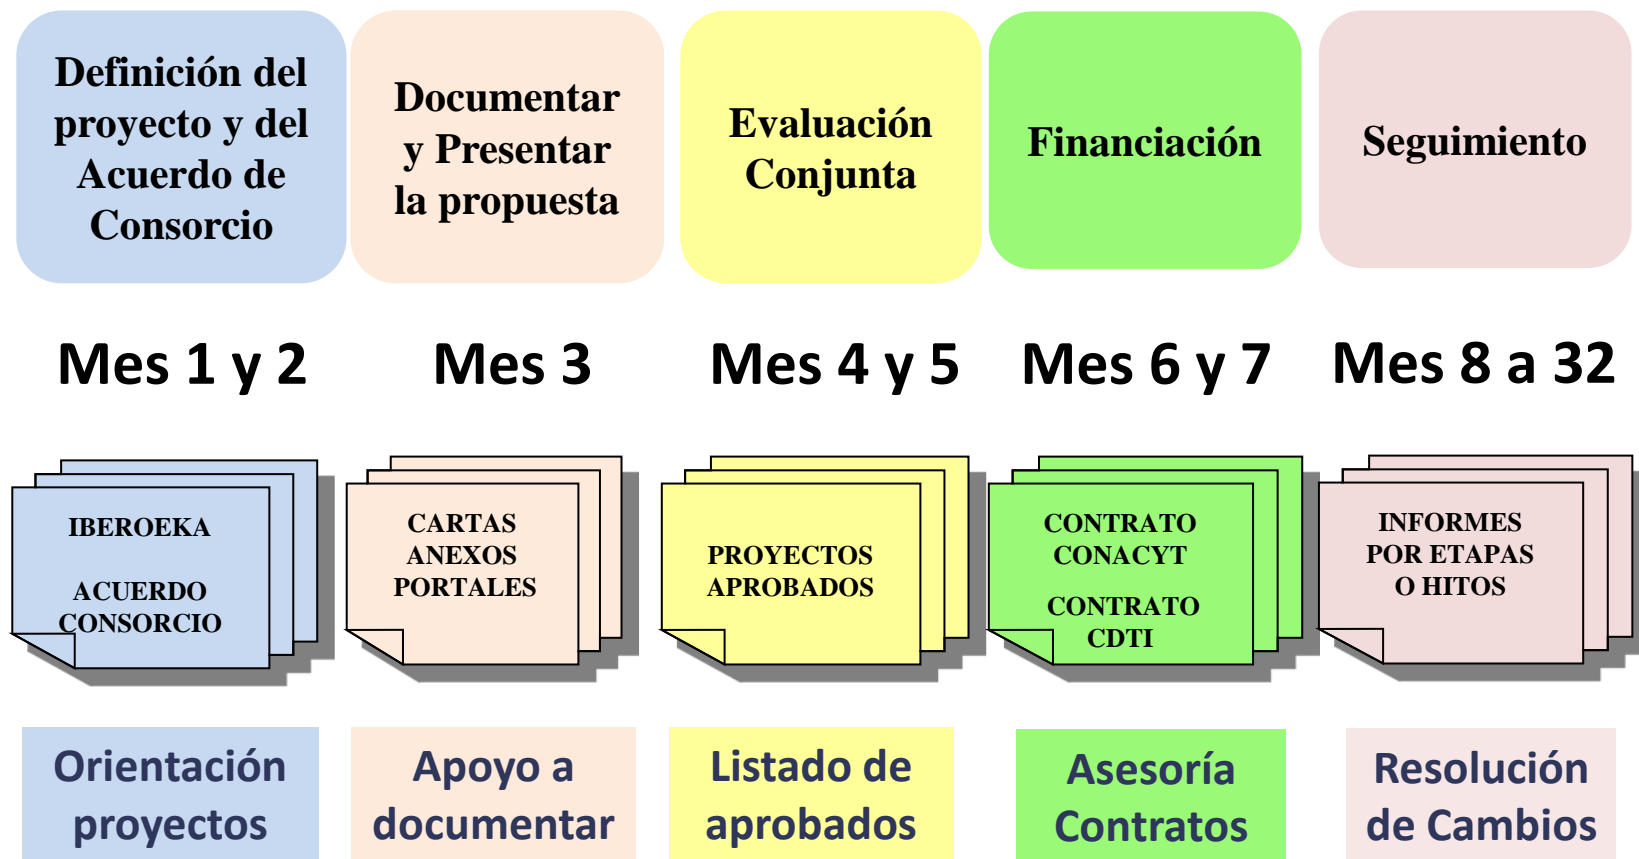 Definición del
proyecto y del
Acuerdo de
Consorcio
Documentar
y Presentar
la propuesta
Evaluación
Conjunta
Financiación
Seguimiento
Mes 1 y 2
Mes 3
Mes 4 y 5
Mes 6 y 7
Mes 8 a 32
IBEROEKA
ACUERDO
CONSORCIO
CARTAS
ANEXOS
PORTALES
PROYECTOS
APROBADOS
CONTRATO
CONACYT
CONTRATO
CDTI
INFORMES
POR ETAPAS
O HITOS
Orientación
proyectos
Apoyo a
documentar
Listado de
aprobados
Asesoría
Contratos
Resolución
de Cambios